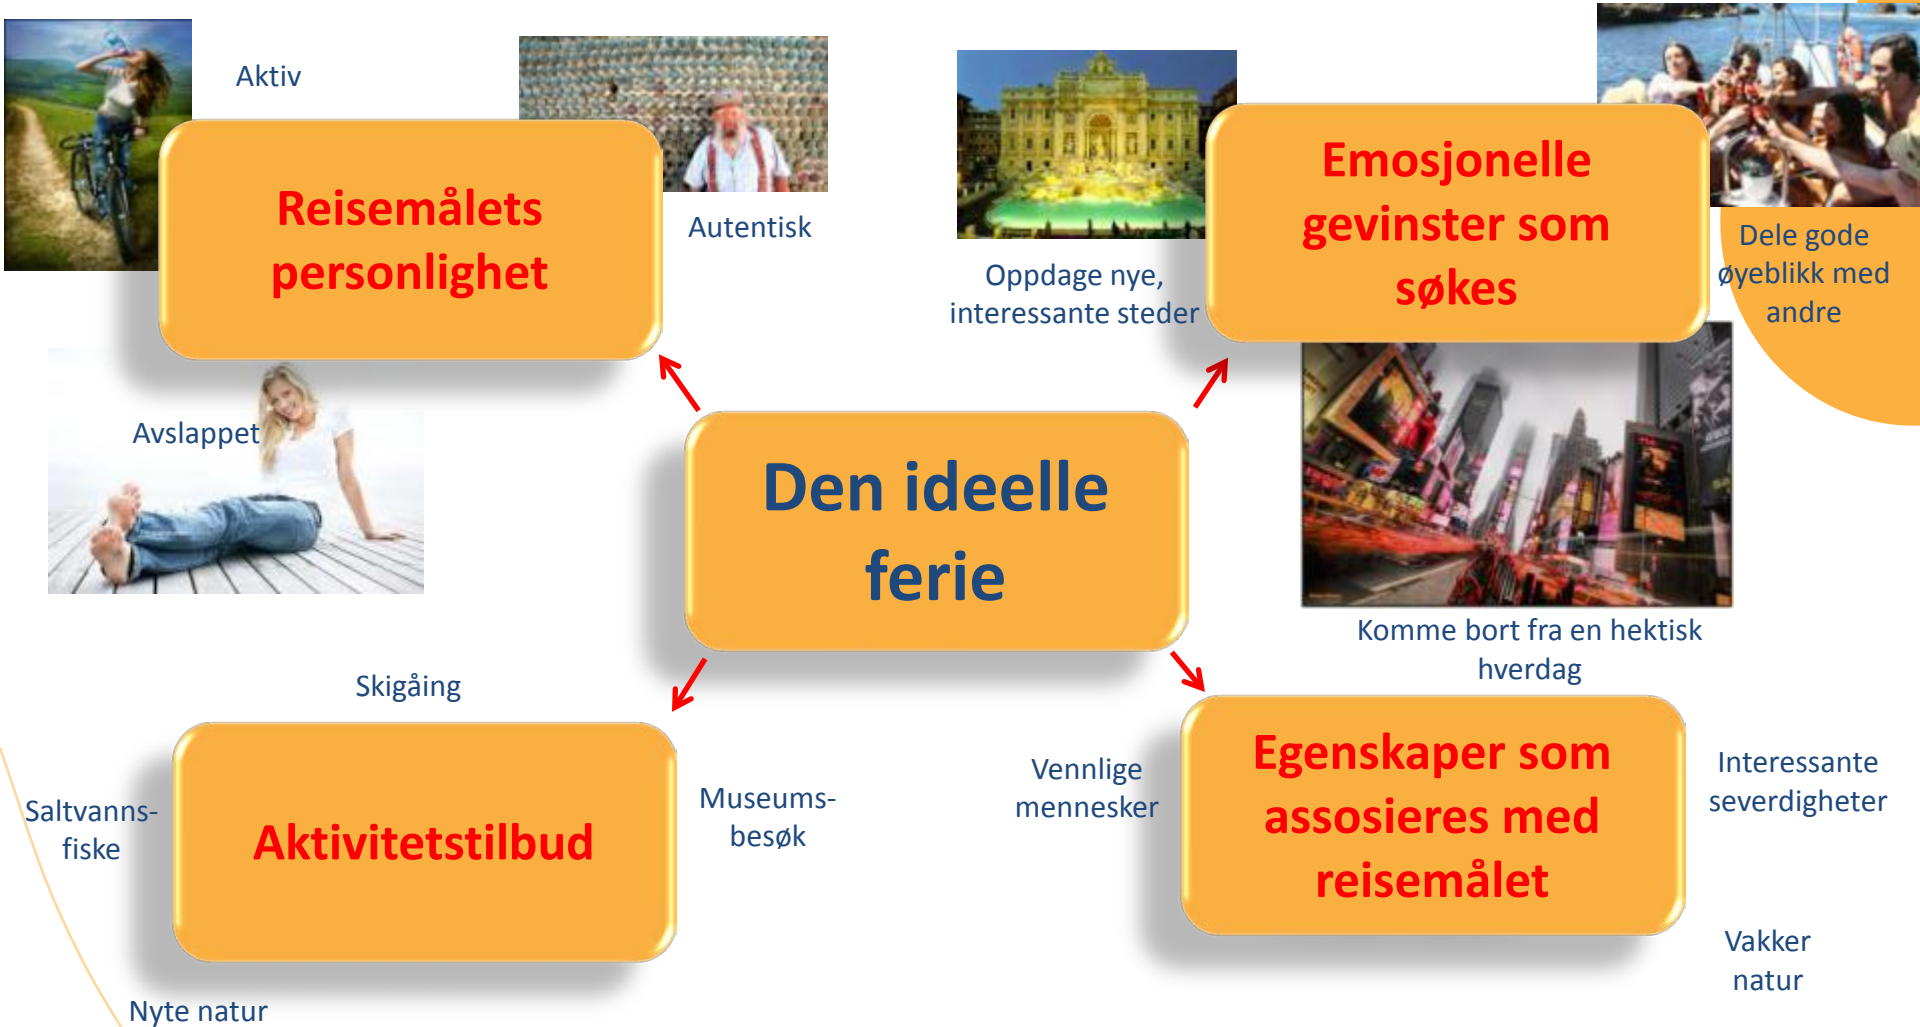 Aktiv
Reisemålets
personlighet
Autentisk
Avslappet
Oppdage nye,
interessante steder
Emosjonelle
gevinster som
søkes
Dele gode
øyeblikk med
andre
Komme bort fra en hektisk
hverdag
Den ideelle
ferie
Skigåing
Saltvanns-
fiske
Aktivitetstilbud
Museums-
besøk
Nyte natur
Vennlige
mennesker
Egenskaper som
assosieres med
reisemålet
Interessante
severdigheter
Vakker
natur